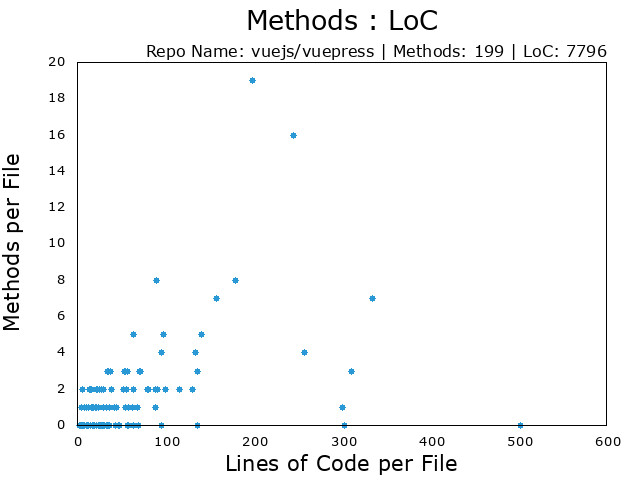 Methods : LoC
Repo Name: vuejs/vuepress | Methods: 199 | LoC: 7796
20
18
16
14
12
10
8
6
4
2
0
Methods per File
0 100 200 300 400 500 600
Lines of Code per File